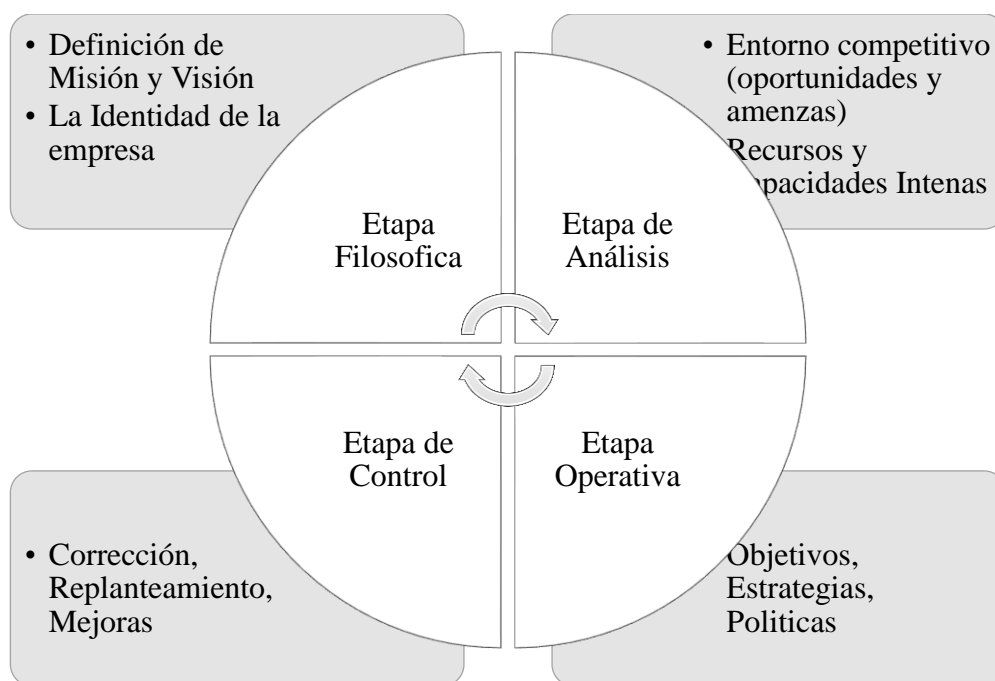 • Definición de
Misión y Visión
• La Identidad de la
empresa
• Entorno competitivo
(oportunidades y
amenzas)
Recursos y
apacidades Intenas
Etapa
Filosofica
Etapa de
Análisis
Etapa de
Control
Etapa
Operativa
• Corrección,
Replanteamiento,
Mejoras
Objetivos,
Estrategias,
Politicas